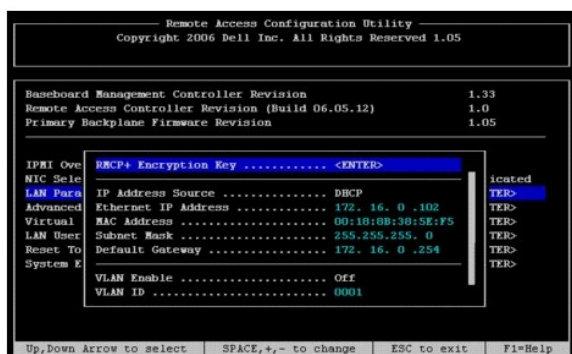 Remote Access Configuration Utility
Copyright 2006 Dell Inc. All Rights Reserved 1.05
Baseboard Management Controller Revision 1.33
Remote Access Controller Revision (Build 06.05.12) 1.0
Primary Backplane Firmware Revision 1.05
IPMI Ove
NIC Sele icated
LAN Para TER>
Advanced TER>
Virtual TER>
LAN User TER>
Reset To TER>
System E TER>
RMCP+ Encryption Key ............ <ENTER>
IP Address Source ............... DHCP
Ethernet IP Address ............. 172. 16. 0 .102
MAC Address ..................... 00:18:8B:38:5E:F5
Subnet Mask ..................... 255.255.255. 0
Default Gateway ................. 172. 16. 0 .254
VLAN Enable ..................... Off
VLAN ID ......................... 0001
Up,Down Arrow to select SPACE,+,- to change ESC to exit F1=Help